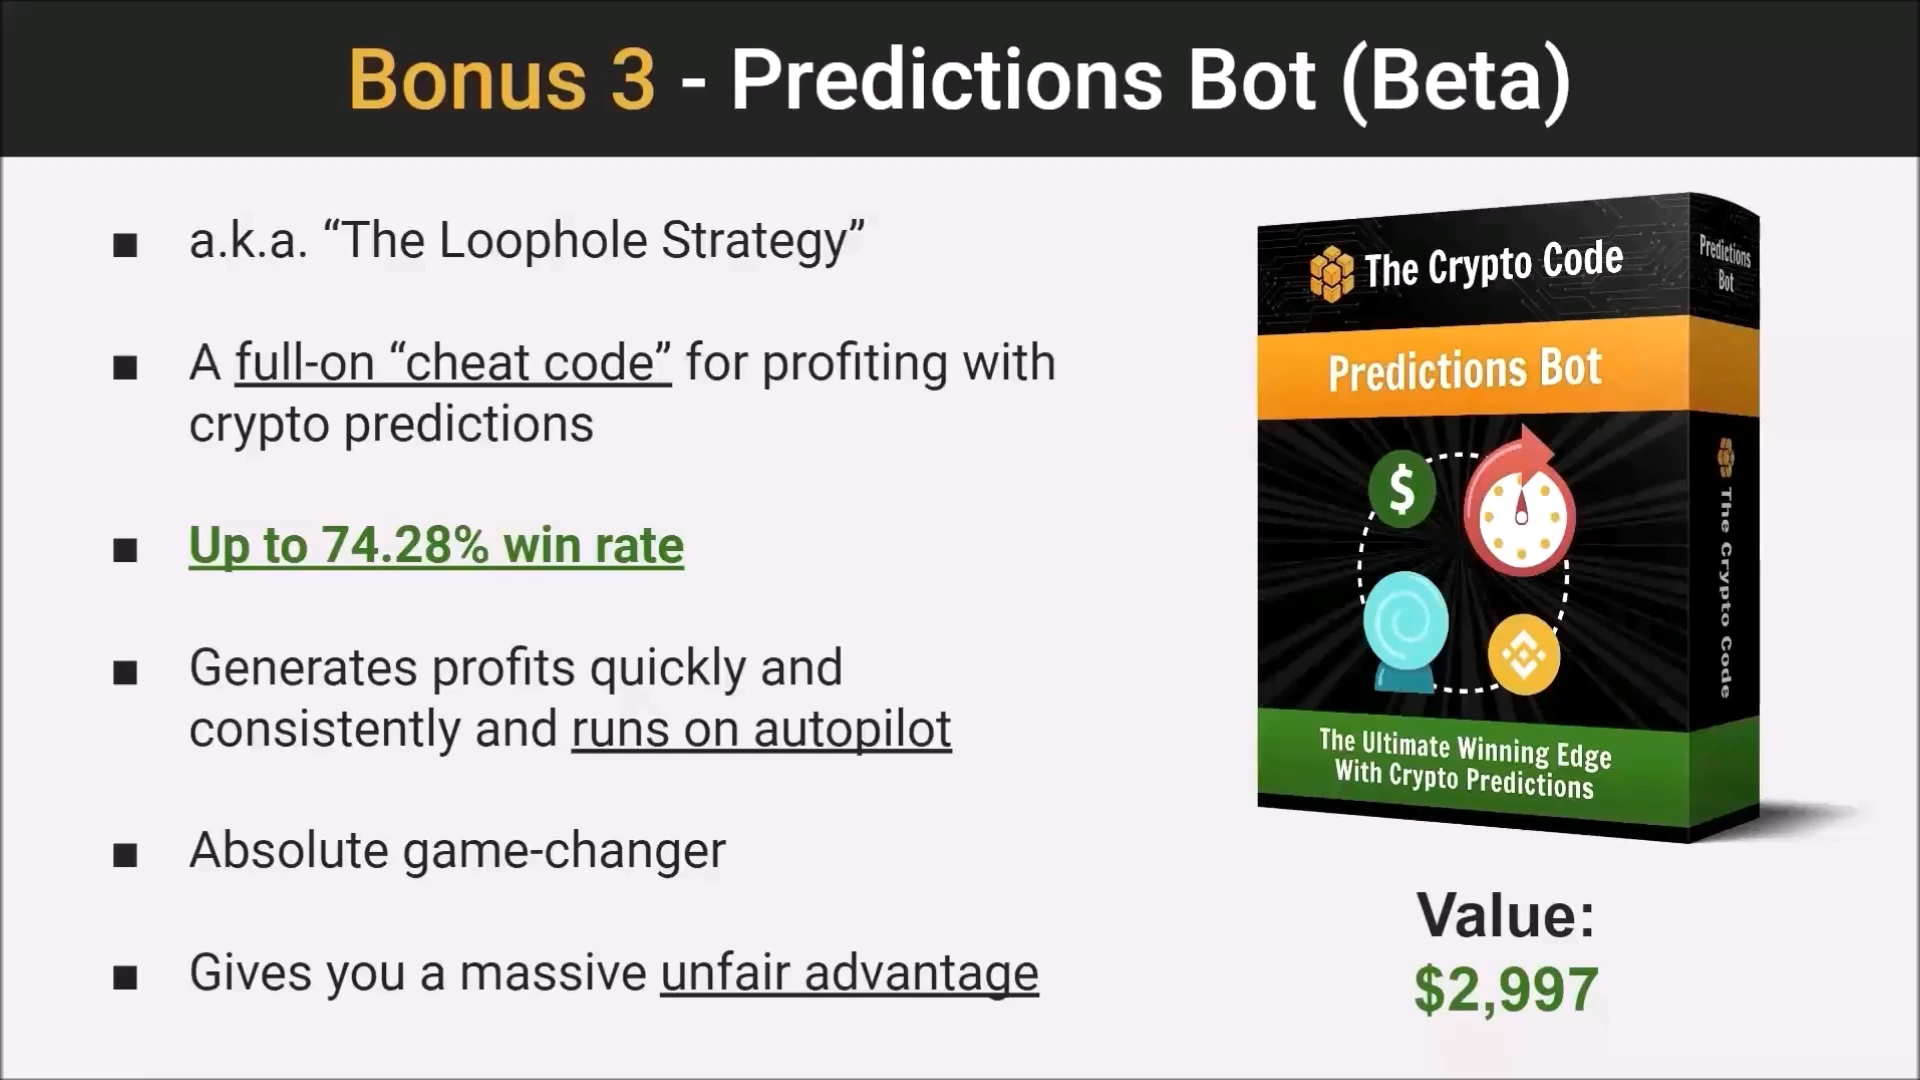 Bonus 3 - Predictions Bot (Beta)
■ a.k.a. “The Loophole Strategy”
■ A full-on “cheat code” for profiting with
crypto predictions
■ Up to 74.28% win rate
■ Generates profits quickly and
consistently and runs on autopilot
■ Absolute game-changer
■ Gives you a massive unfair advantage
The Crypto Code
Predictions Bot
$
The Ultimate Winning Edge
With Crypto Predictions
Predictions
Bot
The Crypto Code
Value:
$2,997